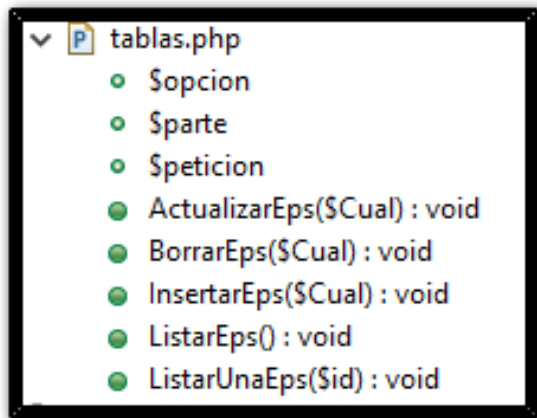 tablas.php
$opcion
$parte
$peticion
ActualizarEps($Cual) : void
BorrarEps($Cual) : void
InsertarEps($Cual) : void
ListarEps() : void
ListarUnaEps($id) : void